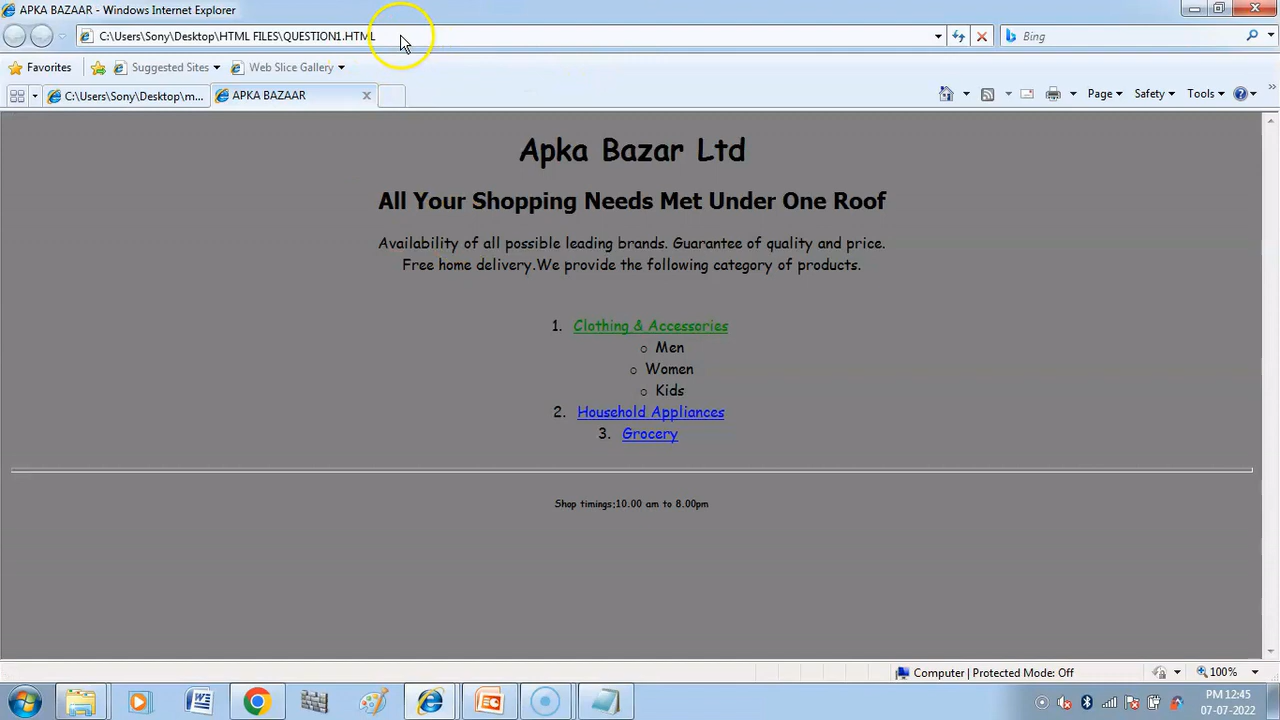 APKA BAZAAR - Windows Internet Explorer
C:\Users\Sony\Desktop\HTML FILES\QUESTION1.HTML
Bing
Favorites
Suggested Sites
Web Slice Gallery
C:\Users\Sony\Desktop\m...
APKA BAZAAR
Page
Safety
Tools
Apka Bazar Ltd
All Your Shopping Needs Met Under One Roof
Availability of all possible leading brands. Guarantee of quality and price.
Free home delivery.We provide the following category of products.
1. Clothing & Accessories
○ Men
○ Women
○ Kids
2. Household Appliances
3. Grocery
Shop timings:10.00 am to 8.00pm
Computer | Protected Mode: Off
100%
PM 12:45
07-07-2022